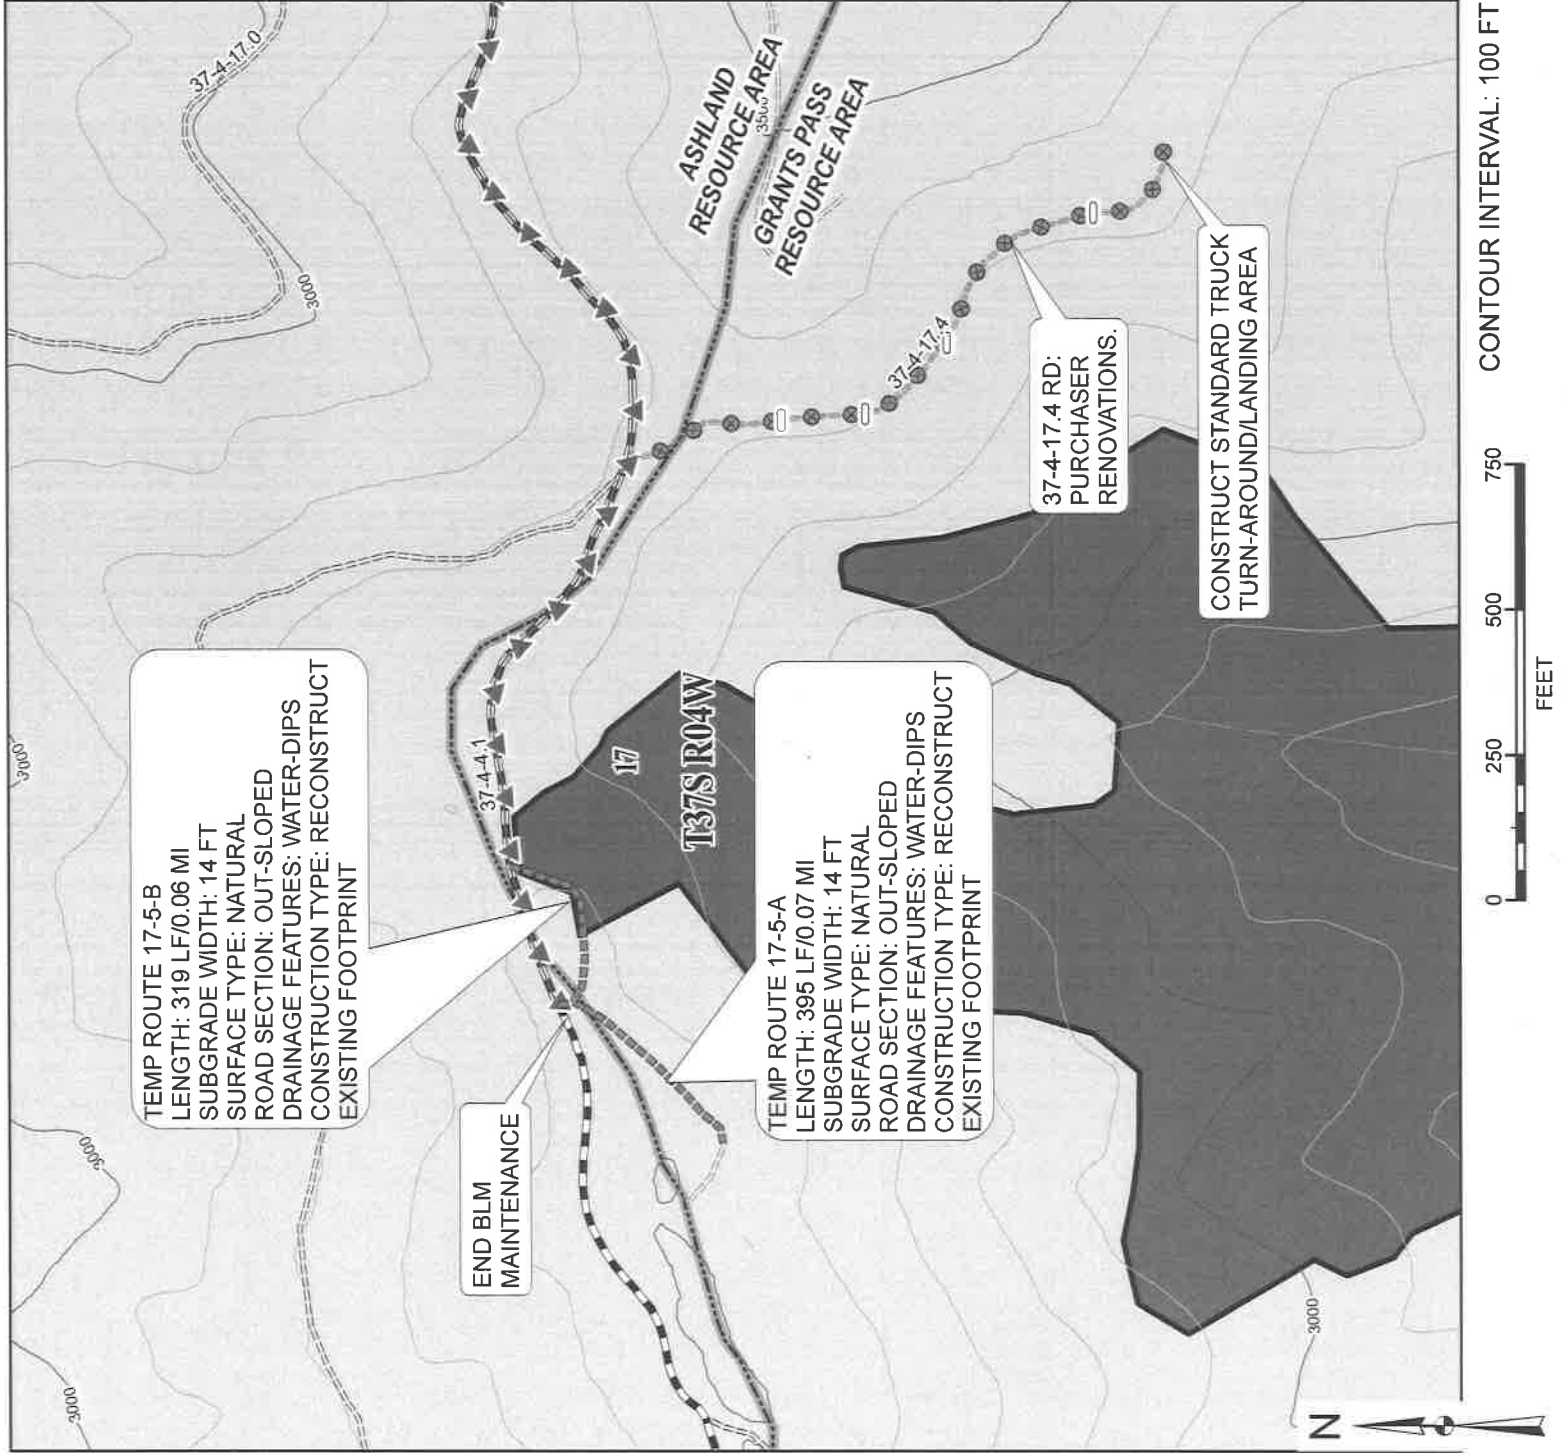 TEMP ROUTE 17-5-B
LENGTH: 319 LF/0.06 MI
SUBGRADE WIDTH: 14 FT
SURFACE TYPE: NATURAL
ROAD SECTION: OUT-SLOPED
DRAINAGE FEATURES: WATER-DIPS
CONSTRUCTION TYPE: RECONSTRUCT
EXISTING FOOTPRINT
END BLM
MAINTENANCE
TEMP ROUTE 17-5-A
LENGTH: 395 LF/0.07 MI
SUBGRADE WIDTH: 14 FT
SURFACE TYPE: NATURAL
ROAD SECTION: OUT-SLOPED
DRAINAGE FEATURES: WATER-DIPS
CONSTRUCTION TYPE: RECONSTRUCT
EXISTING FOOTPRINT
37-4-17.4 RD:
PURCHASER
RENOVATIONS.
CONSTRUCT STANDARD TRUCK
TURN-AROUND/LANDING AREA
ASHLAND
RESOURCE AREA
GRANTS PASS
RESOURCE AREA
37-4-17.0
37-4-4.1
37-4-17.4
17
T37S R04W
3000
3000
3000
3000
3000
3500
N
0
250
500
750
FEET
CONTOUR INTERVAL: 100 FT